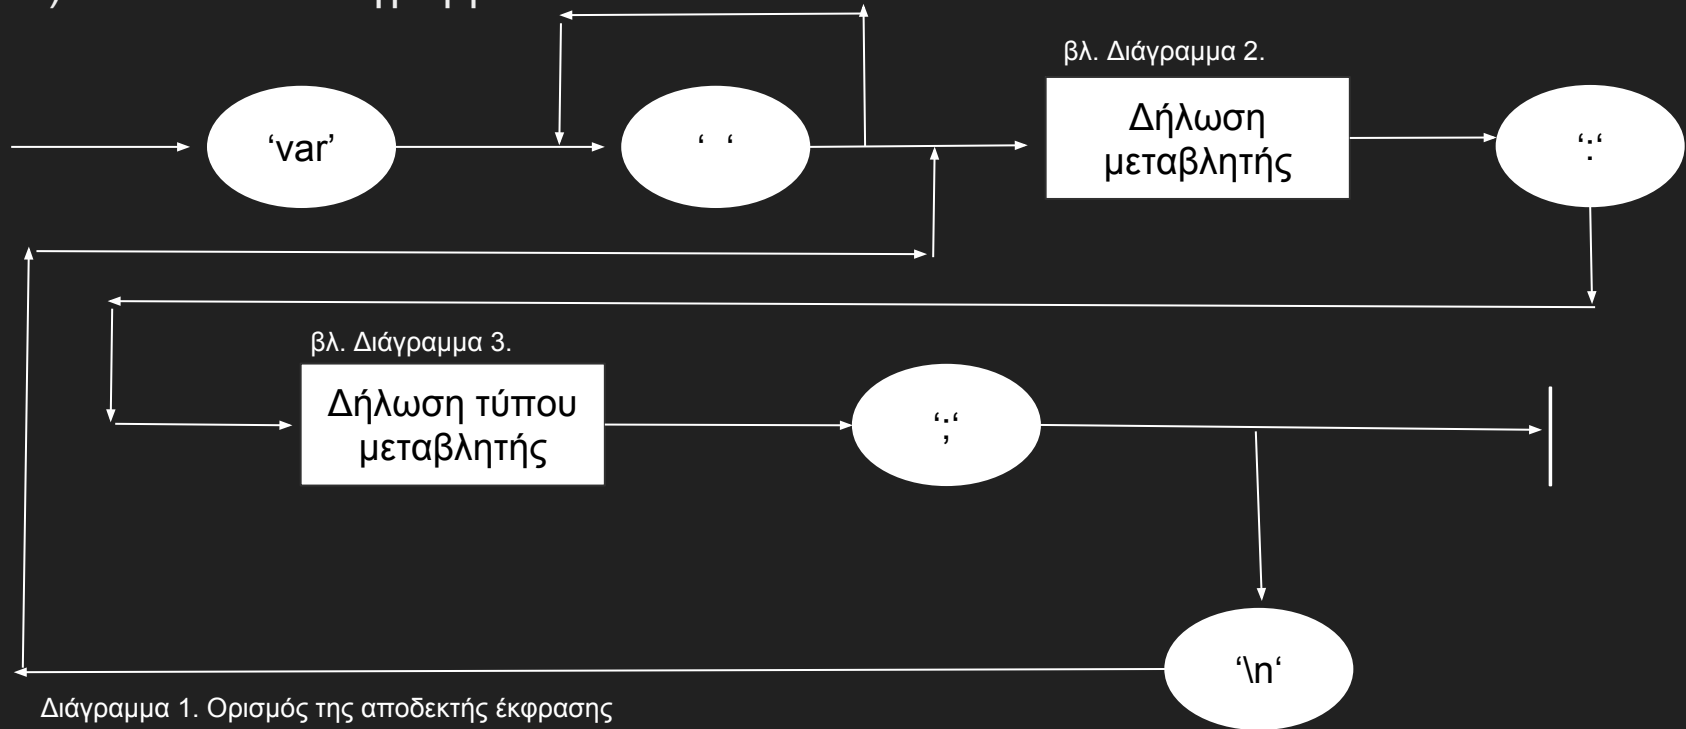 βλ. Διάγραμμα 2.
‘var’
‘ ‘
Δήλωση
μεταβλητής
‘:‘
βλ. Διάγραμμα 3.
Δήλωση τύπου
μεταβλητής
‘;‘
‘\n‘
Διάγραμμα 1. Ορισμός της αποδεκτής έκφρασης